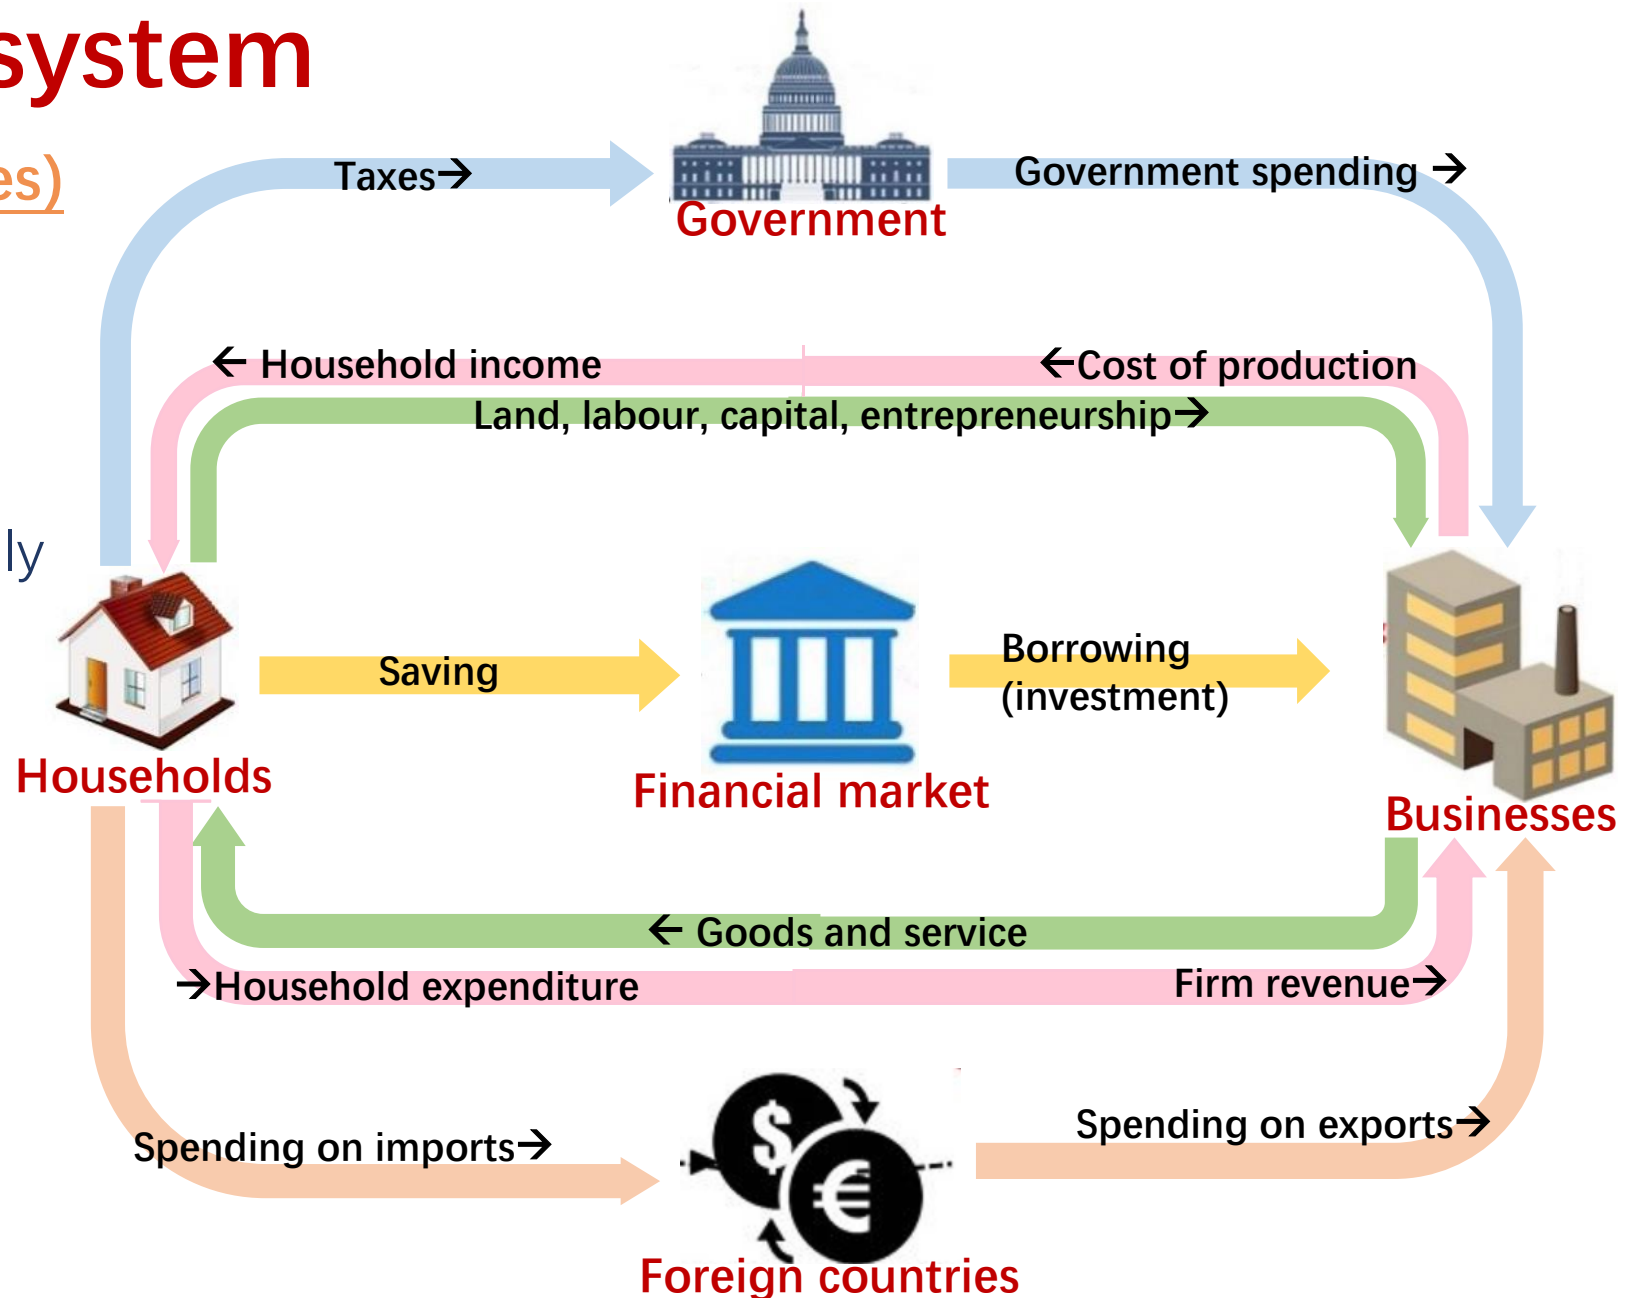 system
es)
Taxes→
Government spending →
Government
← Household income
←Cost of production
Land, labour, capital, entrepreneurship→
ly
Saving
Borrowing
(investment)
Households
Financial market
Businesses
← Goods and service
→Household expenditure
Firm revenue→
Spending on imports→
Spending on exports→
$
€
Foreign countries